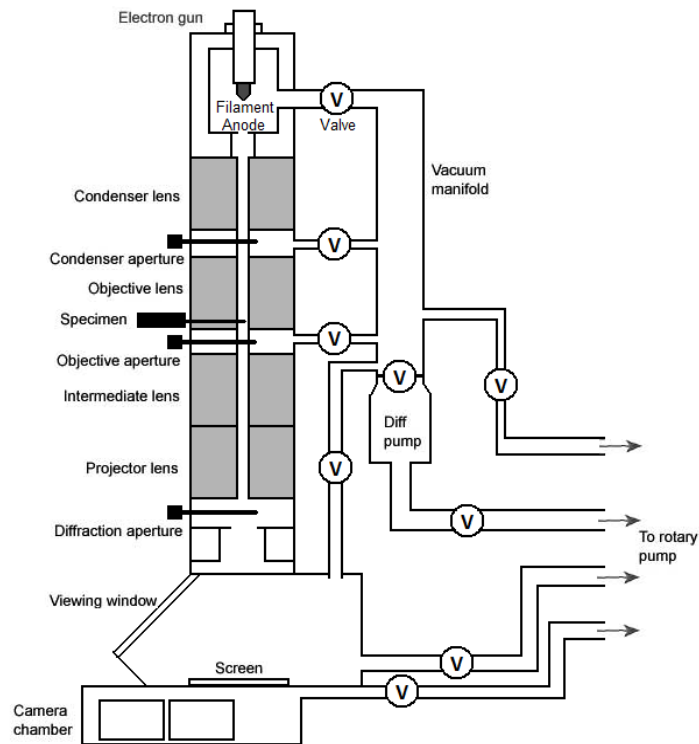 Electron gun
Filament
Anode
V
Valve
Vacuum
manifold
Condenser lens
V
Condenser aperture
Objective lens
Specimen
V
Objective aperture
V
V
Intermediate lens
Diff
pump
Projector lens
V
V
Diffraction aperture
To rotary
pump
Viewing window
V
Screen
V
Camera
chamber